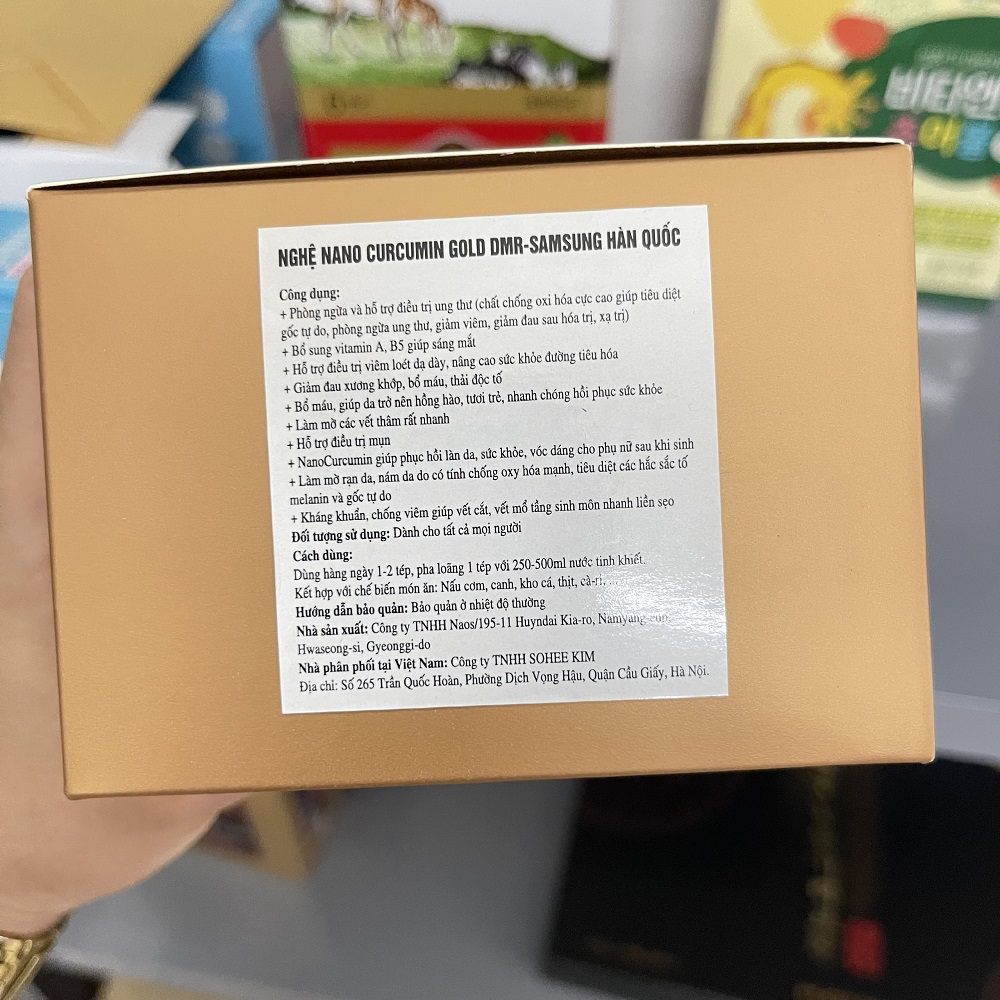 비타앤
이
NGHỆ NANO CURCUMIN GOLD DMR-SAMSUNG HÀN QUỐC
Công dụng:
+ Phòng ngừa và hỗ trợ điều trị ung thư (chất chống oxi hóa cực cao giúp tiêu diệt
gốc tự do, phòng ngừa ung thư, giảm viêm, giảm đau sau hóa trị, xạ trị)
+ Bổ sung vitamin A, B5 giúp sáng mắt
+ Hỗ trợ điều trị viêm loét dạ dày, nâng cao sức khỏe đường tiêu hóa
+ Giảm đau xương khớp, bổ máu, thải độc tố
+ Bổ máu, giúp da trở nên hồng hào, tươi trẻ, nhanh chóng hồi phục sức khỏe
+ Làm mờ các vết thâm rất nhanh
+ Hỗ trợ điều trị mụn
+ NanoCurcumin giúp phục hồi làn da, sức khỏe, vóc dáng cho phụ nữ sau khi sinh
+ Làm mờ rạn da, nám da do có tính chống oxy hóa mạnh, tiêu diệt các hắc sắc tố
melanin và gốc tự do
+ Kháng khuẩn, chống viêm giúp vết cắt, vết mổ tầng sinh môn nhanh liền sẹo
Đối tượng sử dụng: Dành cho tất cả mọi người
Cách dùng:
Dùng hàng ngày 1-2 tép, pha loãng 1 tép với 250-500ml nước tinh khiết.
Kết hợp với chế biến món ăn: Nấu cơm, canh, kho cá, thịt, cà-ri, ...
Hướng dẫn bảo quản: Bảo quản ở nhiệt độ thường
Nhà sản xuất: Công ty TNHH Naos/195-11 Huyndai Kia-ro, Namyang-eup,
Hwaseong-si, Gyeonggi-do
Nhà phân phối tại Việt Nam: Công ty TNHH SOHEE KIM
Địa chỉ: Số 265 Trần Quốc Hoàn, Phường Dịch Vọng Hậu, Quận Cầu Giấy, Hà Nội.